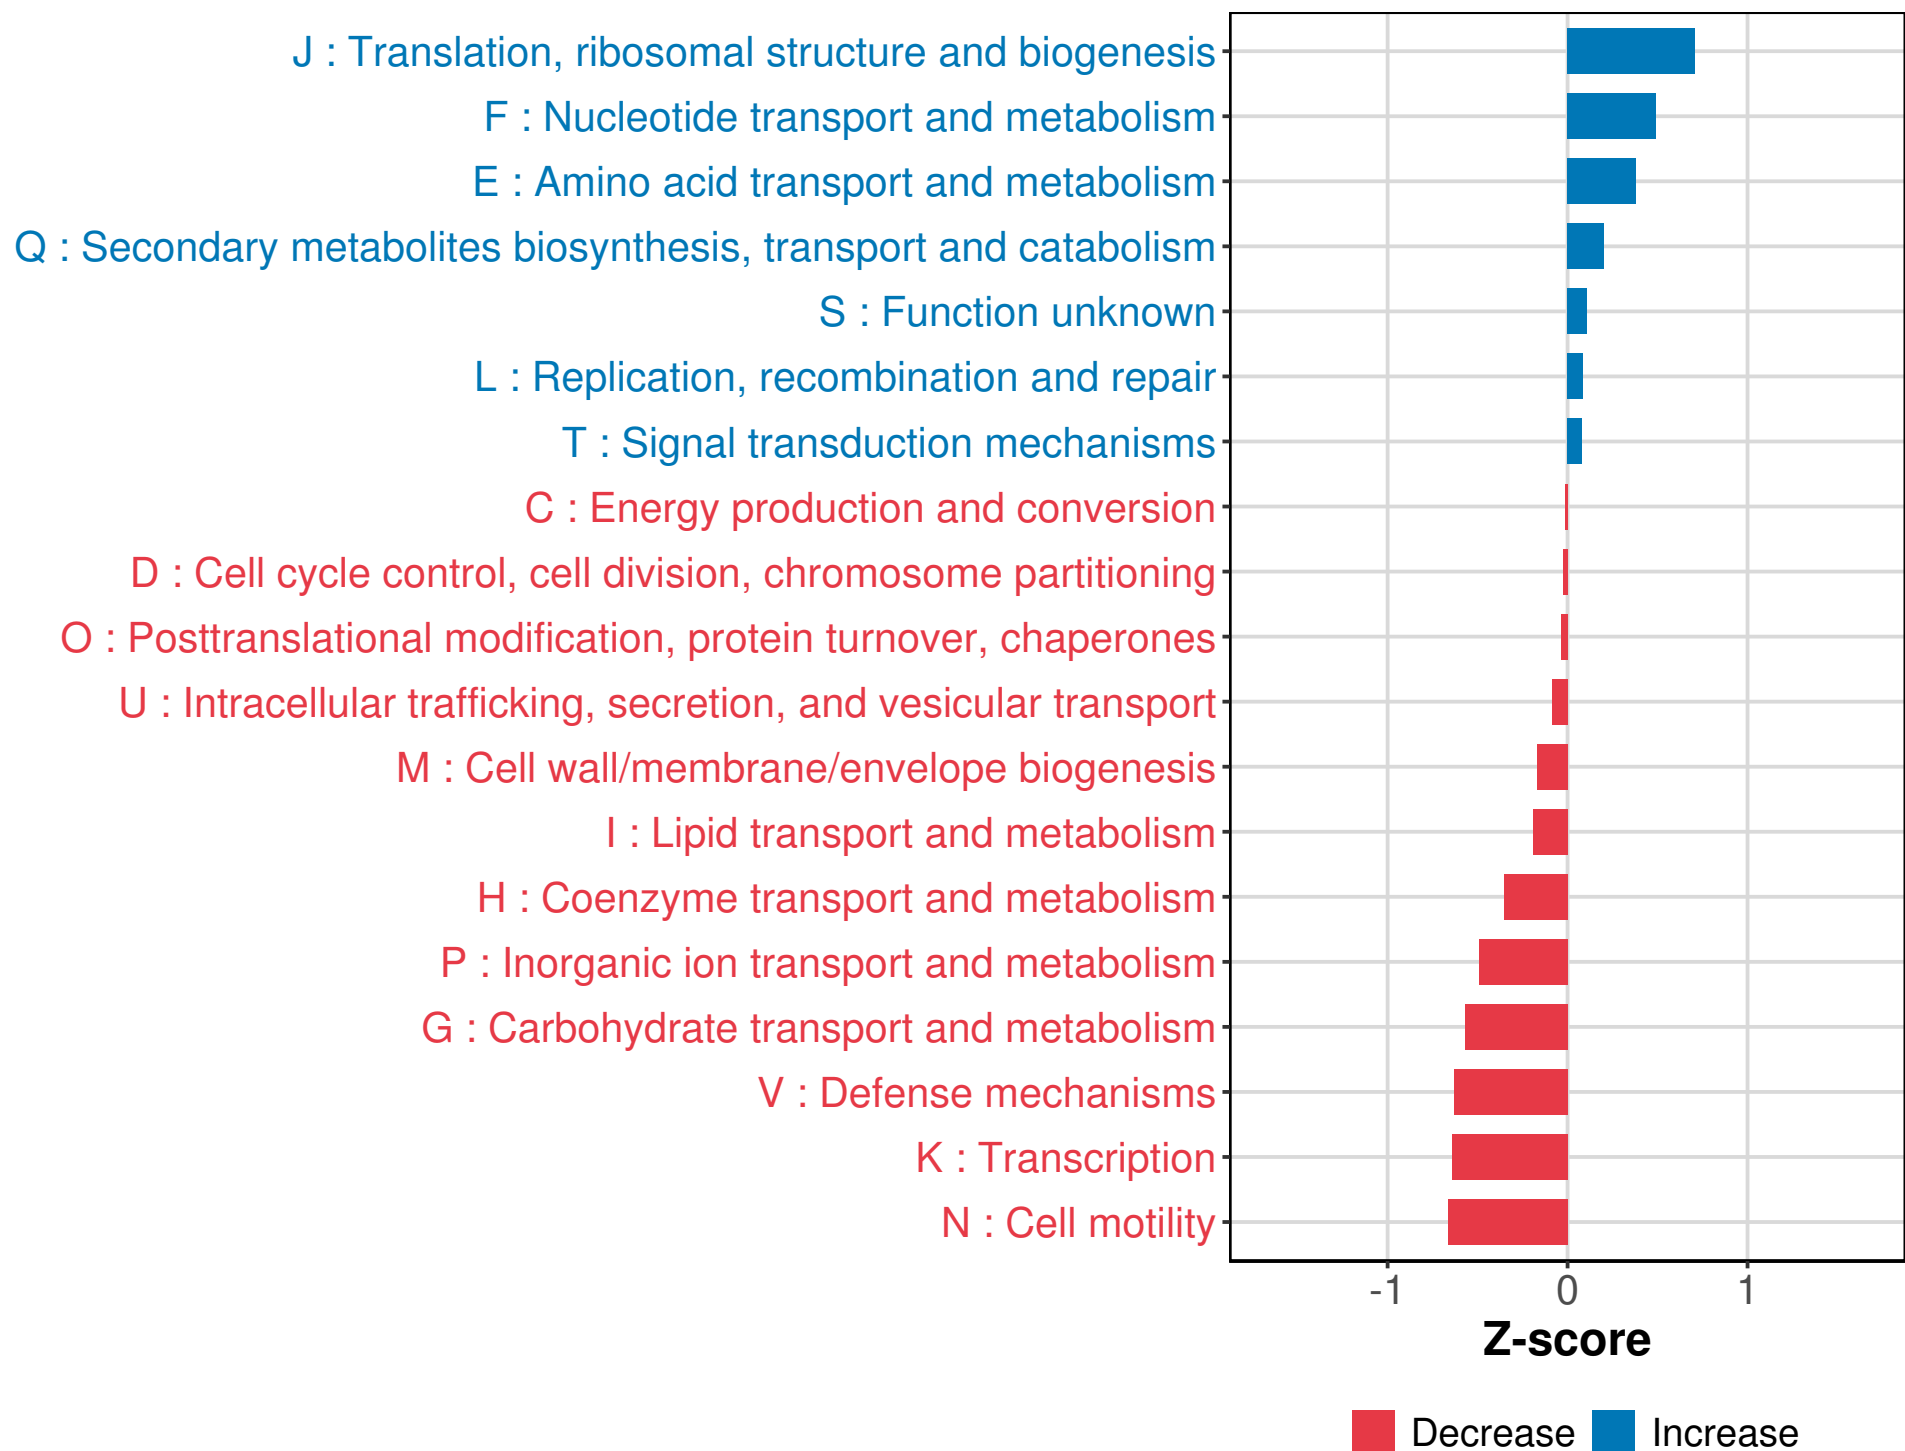 J : Translation, ribosomal structure and biogenesis
F : Nucleotide transport and metabolism
E : Amino acid transport and metabolism
Q : Secondary metabolites biosynthesis, transport and catabolism
S : Function unknown
L : Replication, recombination and repair
T : Signal transduction mechanisms
C : Energy production and conversion
D : Cell cycle control, cell division, chromosome partitioning
O : Posttranslational modification, protein turnover, chaperones
U : Intracellular trafficking, secretion, and vesicular transport
M : Cell wall/membrane/envelope biogenesis
I : Lipid transport and metabolism
H : Coenzyme transport and metabolism
P : Inorganic ion transport and metabolism
G : Carbohydrate transport and metabolism
V : Defense mechanisms
K : Transcription
N : Cell motility
-1 0 1
Z-score
Decrease Increase